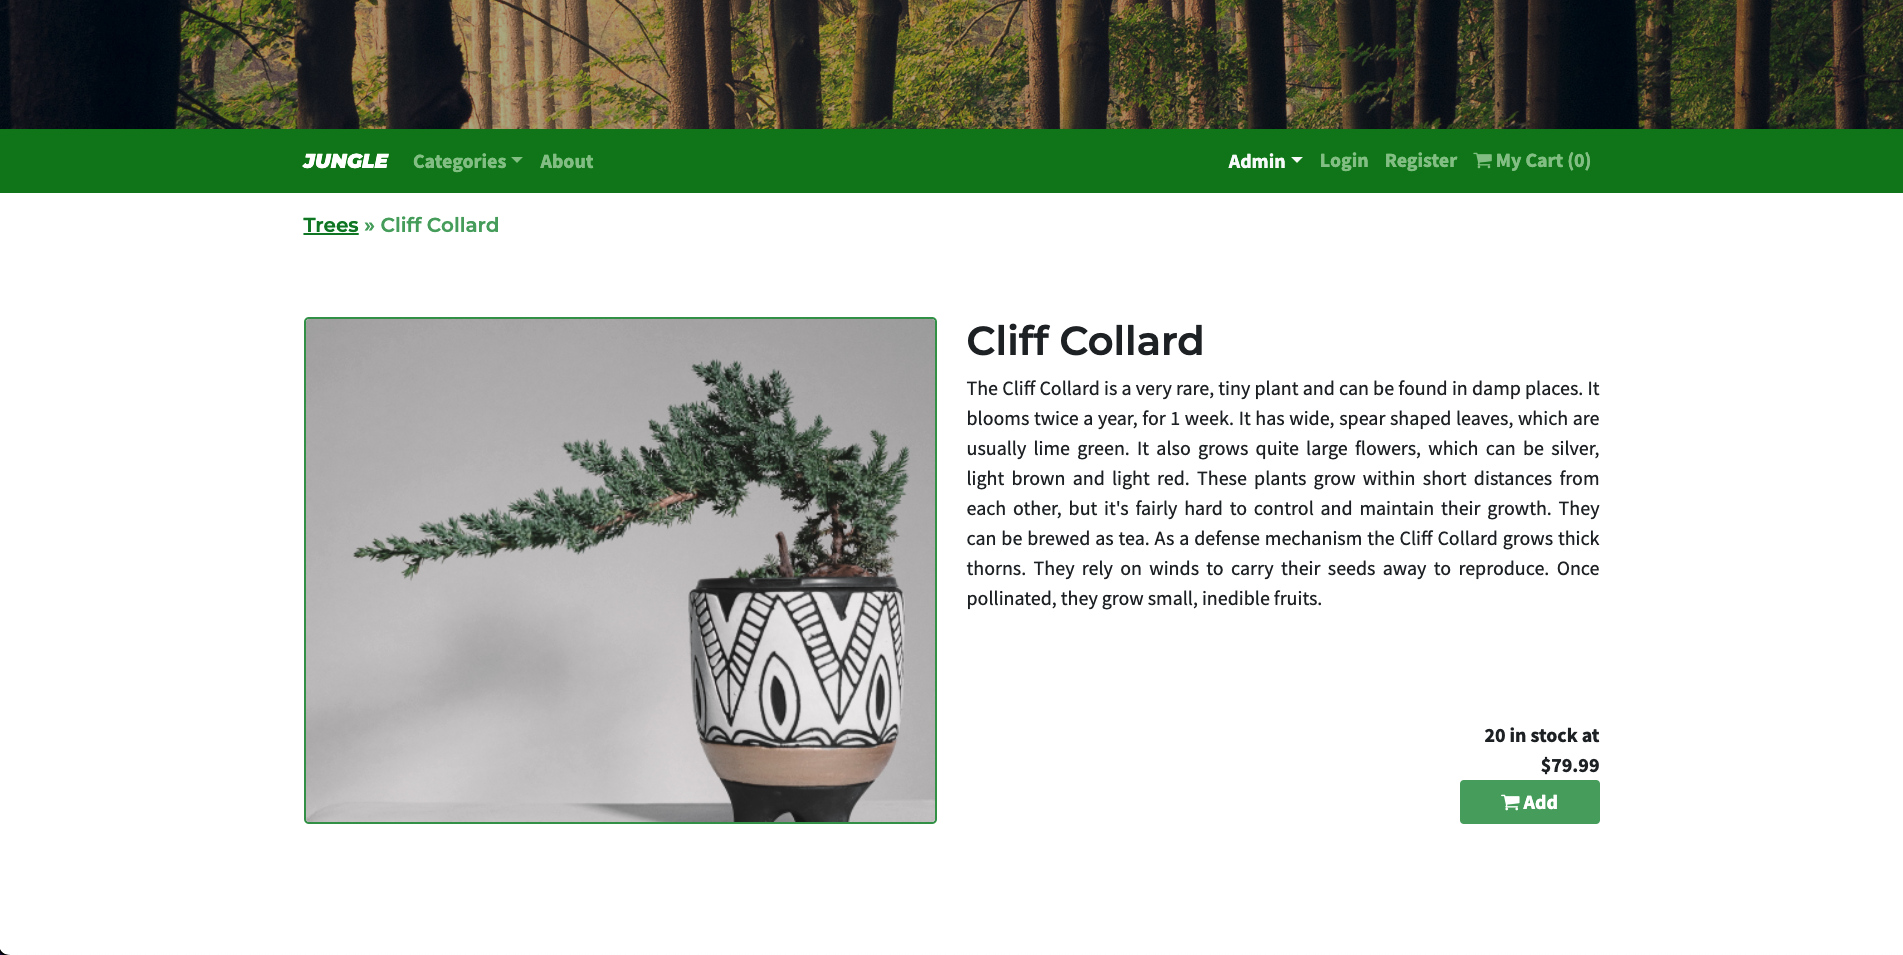 JUNGLE Categories About Admin Login Register My Cart (0)
Trees » Cliff Collard
Cliff Collard
The Cliff Collard is a very rare, tiny plant and can be found in damp places. It
blooms twice a year, for 1 week. It has wide, spear shaped leaves, which are
usually lime green. It also grows quite large flowers, which can be silver,
light brown and light red. These plants grow within short distances from
each other, but it's fairly hard to control and maintain their growth. They
can be brewed as tea. As a defense mechanism the Cliff Collard grows thick
thorns. They rely on winds to carry their seeds away to reproduce. Once
pollinated, they grow small, inedible fruits.
20 in stock at
$79.99
Add